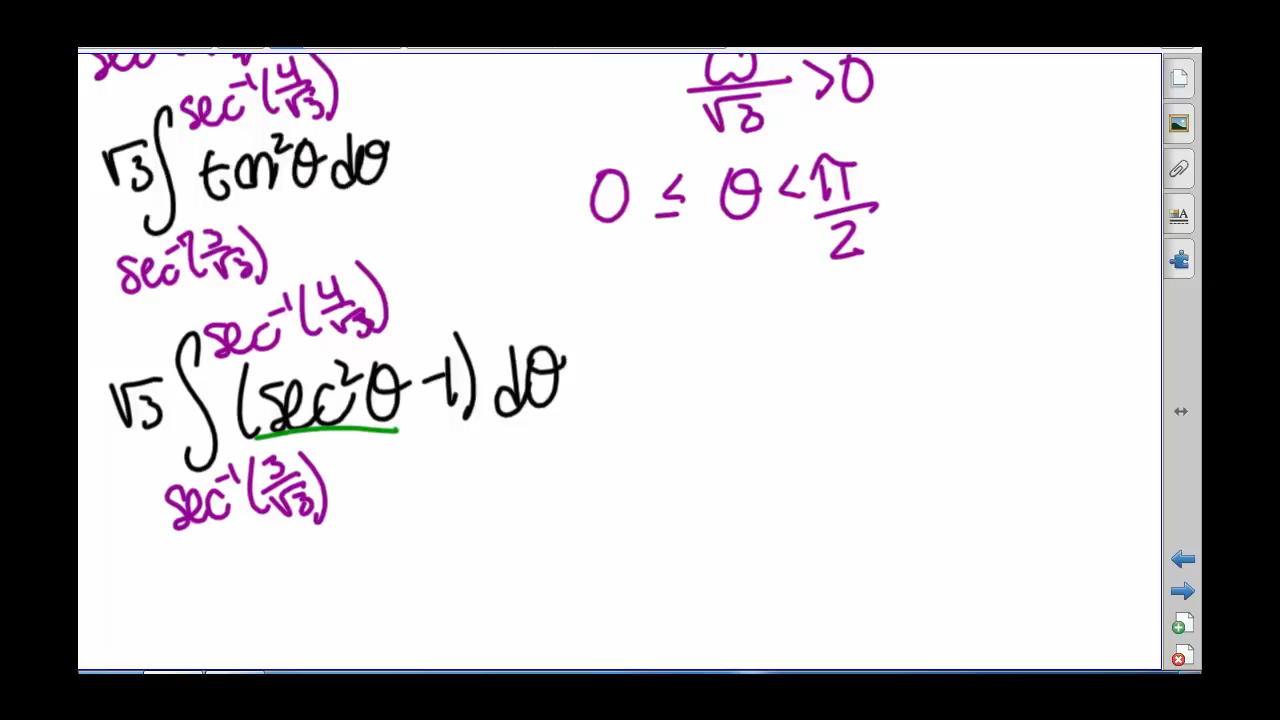 sec⁻¹(4/√3)
ω/√3 > 0
√3 ∫ tan²θ dθ
0 ≤ θ < π/2
sec⁻¹(3/√3)
sec⁻¹(4/√3)
√3 ∫ (sec²θ - 1) dθ
sec⁻¹(3/√3)